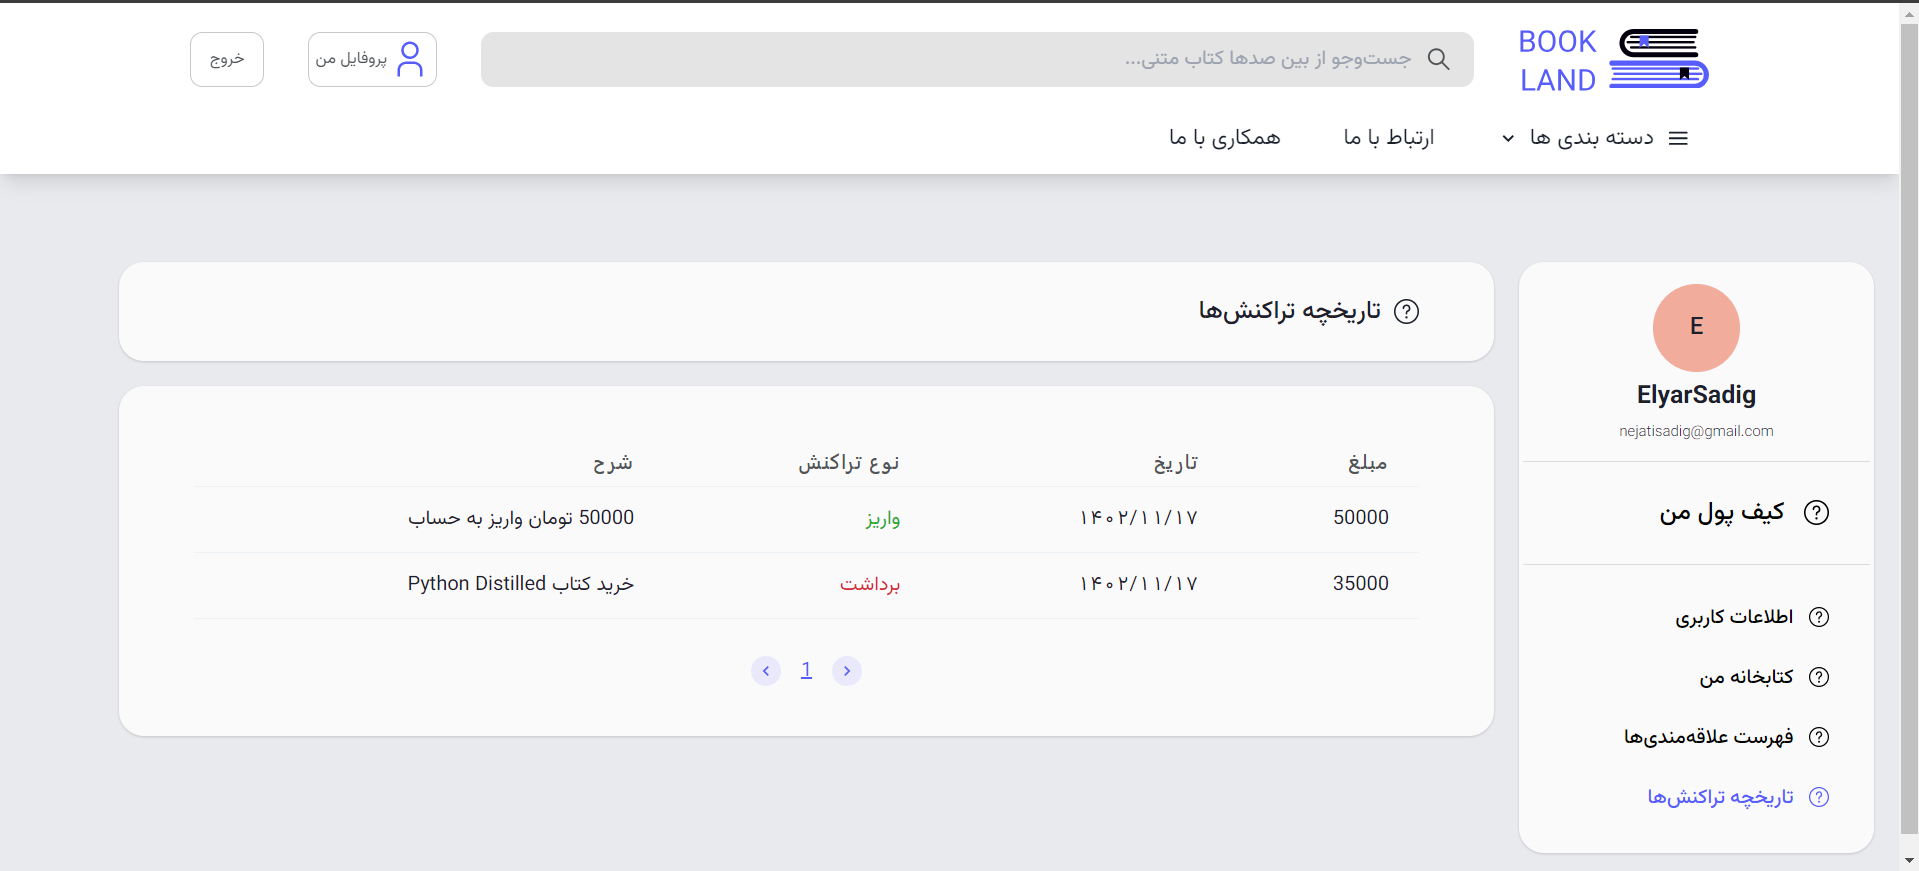 BOOK
LAND
جست‌وجو از بین صدها کتاب متنی...
پروفایل من
خروج
دسته بندی ها
ارتباط با ما
همکاری با ما
E
ElyarSadig
nejatisadig@gmail.com
کیف پول من
اطلاعات کاربری
کتابخانه من
فهرست علاقه‌مندی‌ها
تاریخچه تراکنش‌ها
تاریخچه تراکنش‌ها
مبلغ تاریخ نوع تراکنش شرح
50000 ۱۴۰۲/۱۱/۱۷ واریز 50000 تومان واریز به حساب
35000 ۱۴۰۲/۱۱/۱۷ برداشت خرید کتاب Python Distilled
1